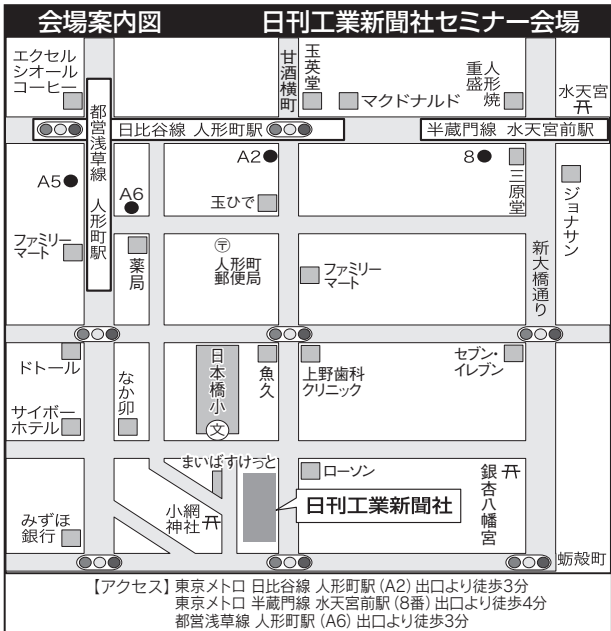 会場案内図 日刊工業新聞社セミナー会場
エクセル
シオール
コーヒー
都営浅草線 人形町駅
甘酒横町
玉英堂
マクドナルド
人形焼
重盛
水天宮
日比谷線 人形町駅
半蔵門線 水天宮前駅
A5
A6
A2
玉ひで
8
三原堂
ジョナサン
ファミリー
マート
薬局
〒
人形町
郵便局
ファミリー
マート
新大橋通り
ドトール
なか卯
日本橋小
文
魚久
上野歯科
クリニック
セブン・
イレブン
サイボー
ホテル
まいばすけっと
ローソン
銀杏八幡宮
日刊工業新聞社
みずほ
銀行
小網
神社
蛎殻町
【アクセス】東京メトロ 日比谷線 人形町駅(A2)出口より徒歩3分
東京メトロ 半蔵門線 水天宮前駅(8番)出口より徒歩4分
都営浅草線 人形町駅(A6)出口より徒歩3分